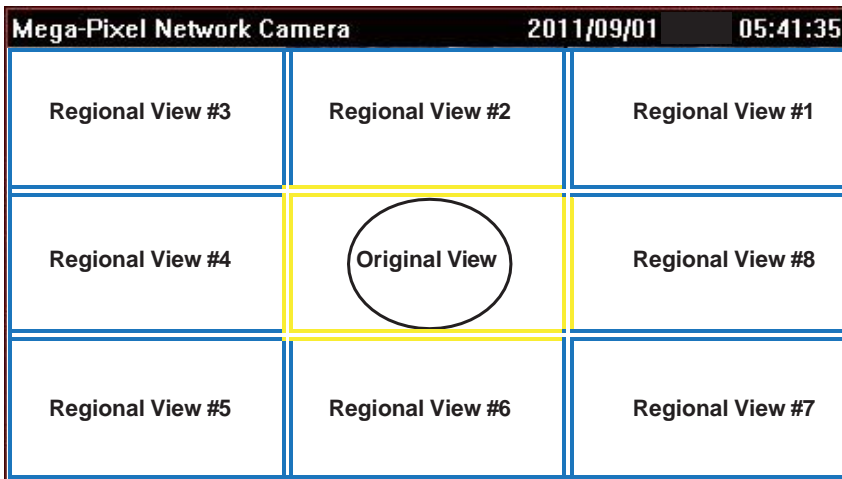 Mega-Pixel Network Camera 2011/09/01 05:41:35
Regional View #3 Regional View #2 Regional View #1
Regional View #4 Original View Regional View #8
Regional View #5 Regional View #6 Regional View #7